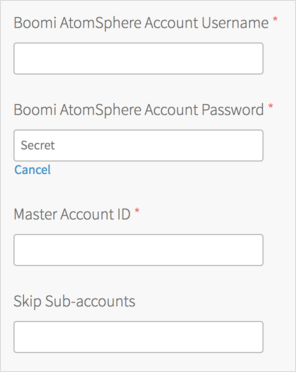 Boomi AtomSphere Account Username *
Boomi AtomSphere Account Password *
Secret
Cancel
Master Account ID *
Skip Sub-accounts